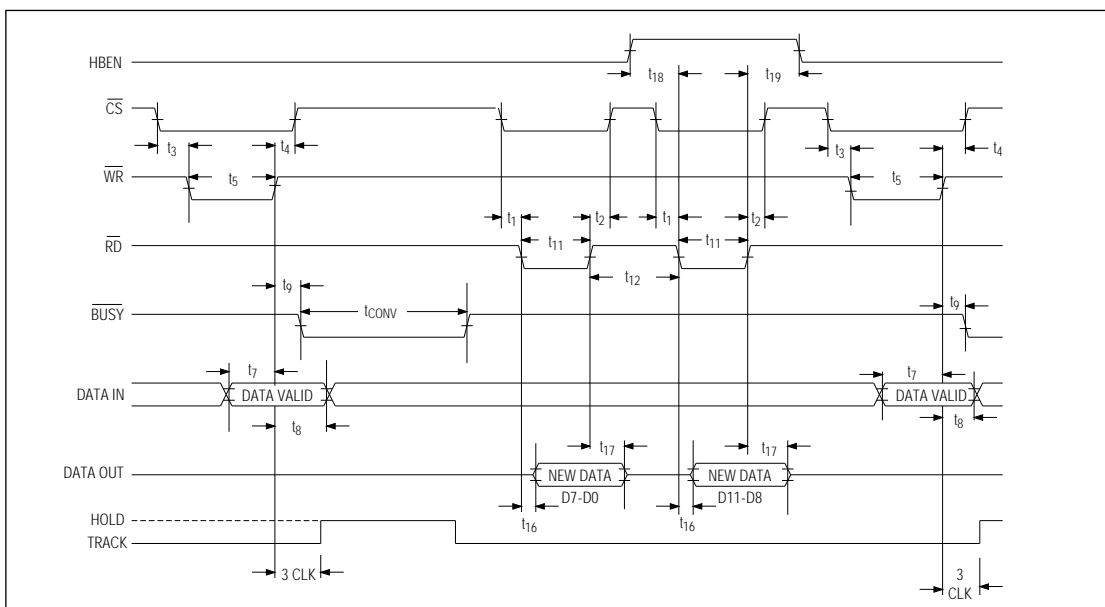 HBEN
t18
t19
CS
t3
t4
t3
t4
WR
t5
t5
t1
t2
t1
t2
RD
t11
t11
t12
t9
t9
BUSY
tCONV
t7
t7
DATA IN
DATA VALID
DATA VALID
t8
t8
t17
t17
DATA OUT
NEW DATA
NEW DATA
D7-D0
D11-D8
HOLD
t16
t16
TRACK
3 CLK
3
CLK